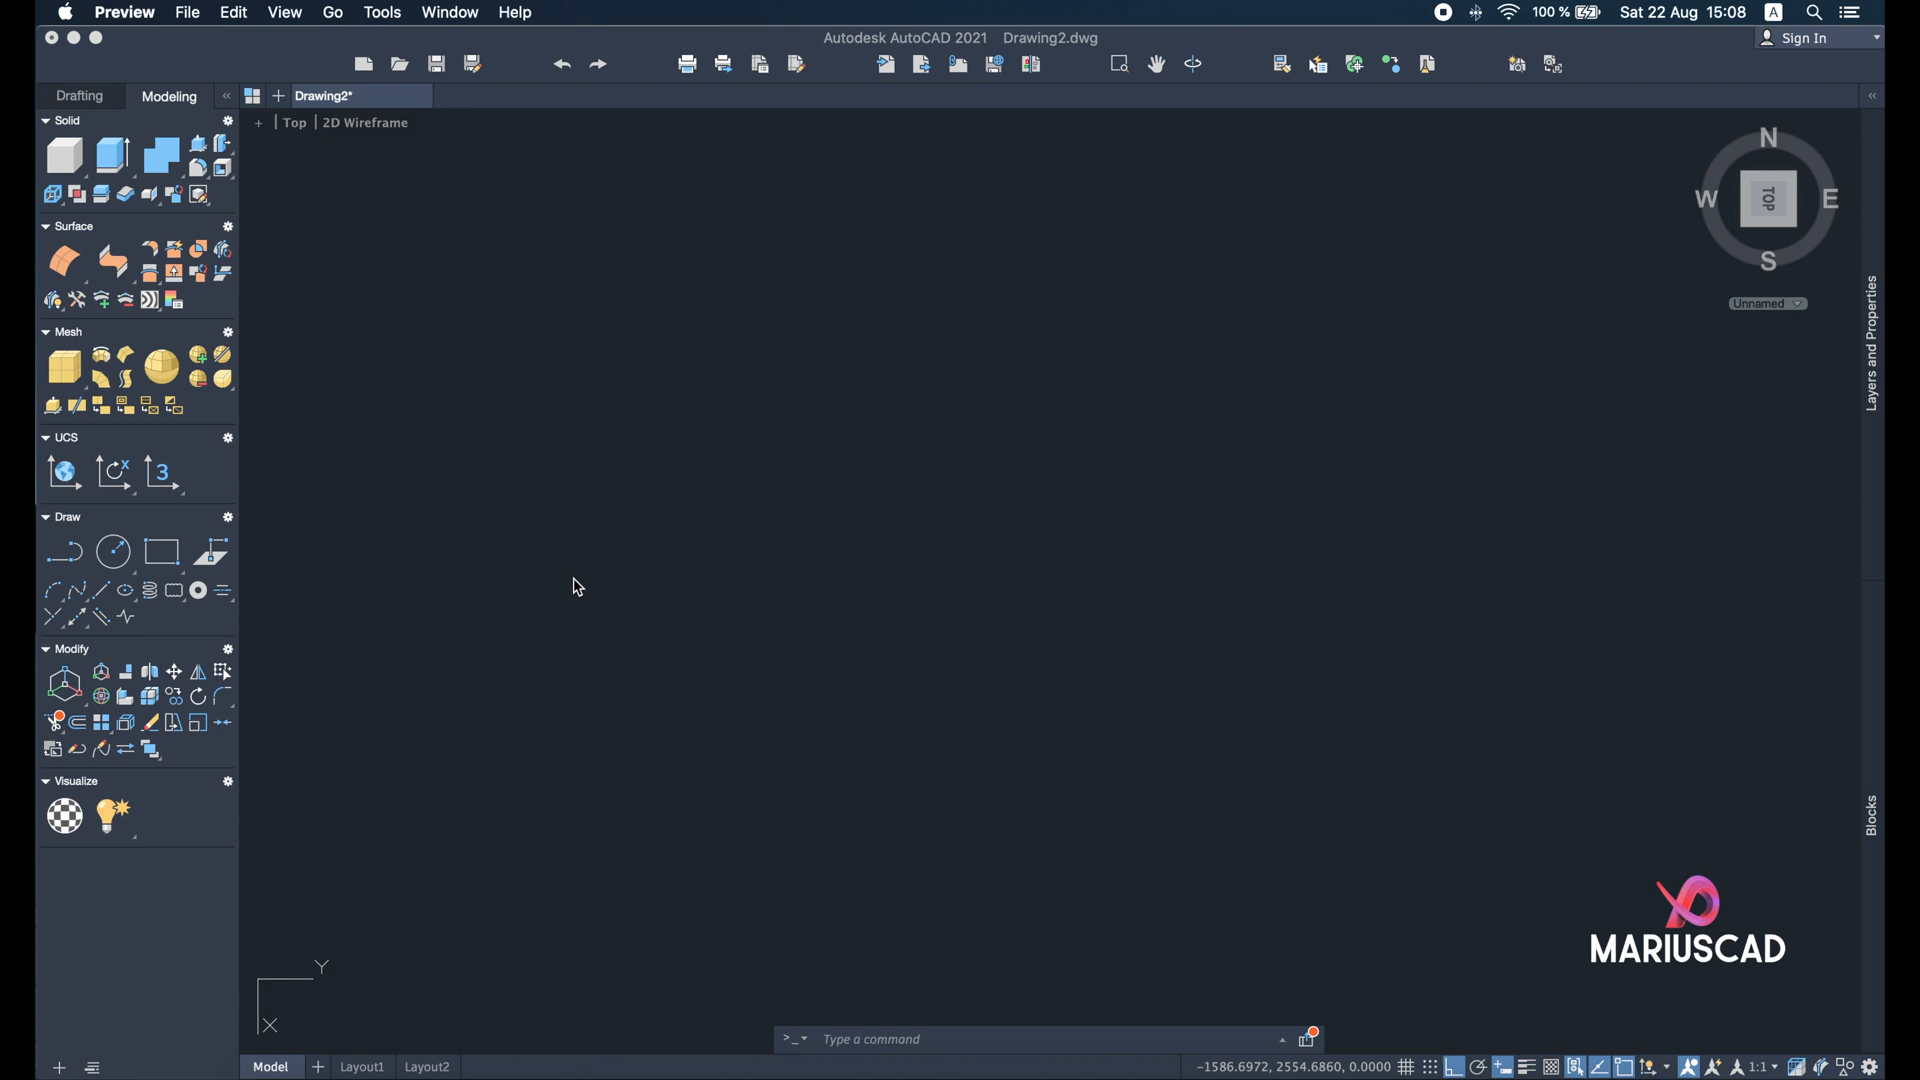 Preview File Edit View Go Tools Window Help
100 % Sat 22 Aug 15:08 A
Autodesk AutoCAD 2021 Drawing2.dwg
Sign In
Drafting Modeling Drawing2*
Solid
+ | Top | 2D Wireframe
N
W TOP E
S
Unnamed
Surface
Mesh
UCS
3
Draw
Modify
Visualize
Layers and Properties
Blocks
MARIUSCAD
Y
X
>_ Type a command
Model Layout1 Layout2
-1586.6972, 2554.6860, 0.0000
1:1